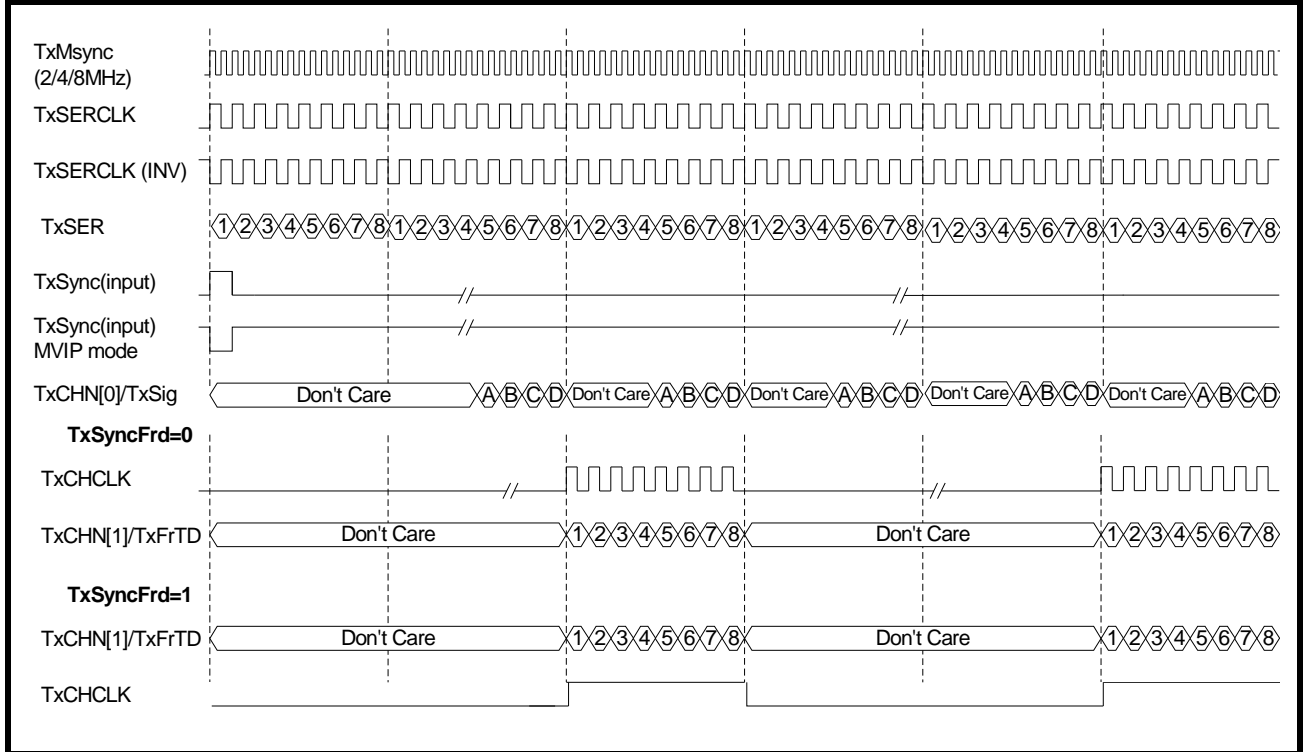 TxMsync
(2/4/8MHz)
TxSERCLK
TxSERCLK (INV)
TxSER 1 2 3 4 5 6 7 8 1 2 3 4 5 6 7 8 1 2 3 4 5 6 7 8 1 2 3 4 5 6 7 8 1 2 3 4 5 6 7 8 1 2 3 4 5 6 7 8
TxSync(input)
TxSync(input)
MVIP mode
TxCHN[0]/TxSig Don't Care A B C D Don't Care A B C D Don't Care A B C D Don't Care A B C D Don't Care A B C D
TxSyncFrd=0
TxCHCLK
TxCHN[1]/TxFrTD Don't Care 1 2 3 4 5 6 7 8 Don't Care 1 2 3 4 5 6 7 8
TxSyncFrd=1
TxCHN[1]/TxFrTD Don't Care 1 2 3 4 5 6 7 8 Don't Care 1 2 3 4 5 6 7 8
TxCHCLK